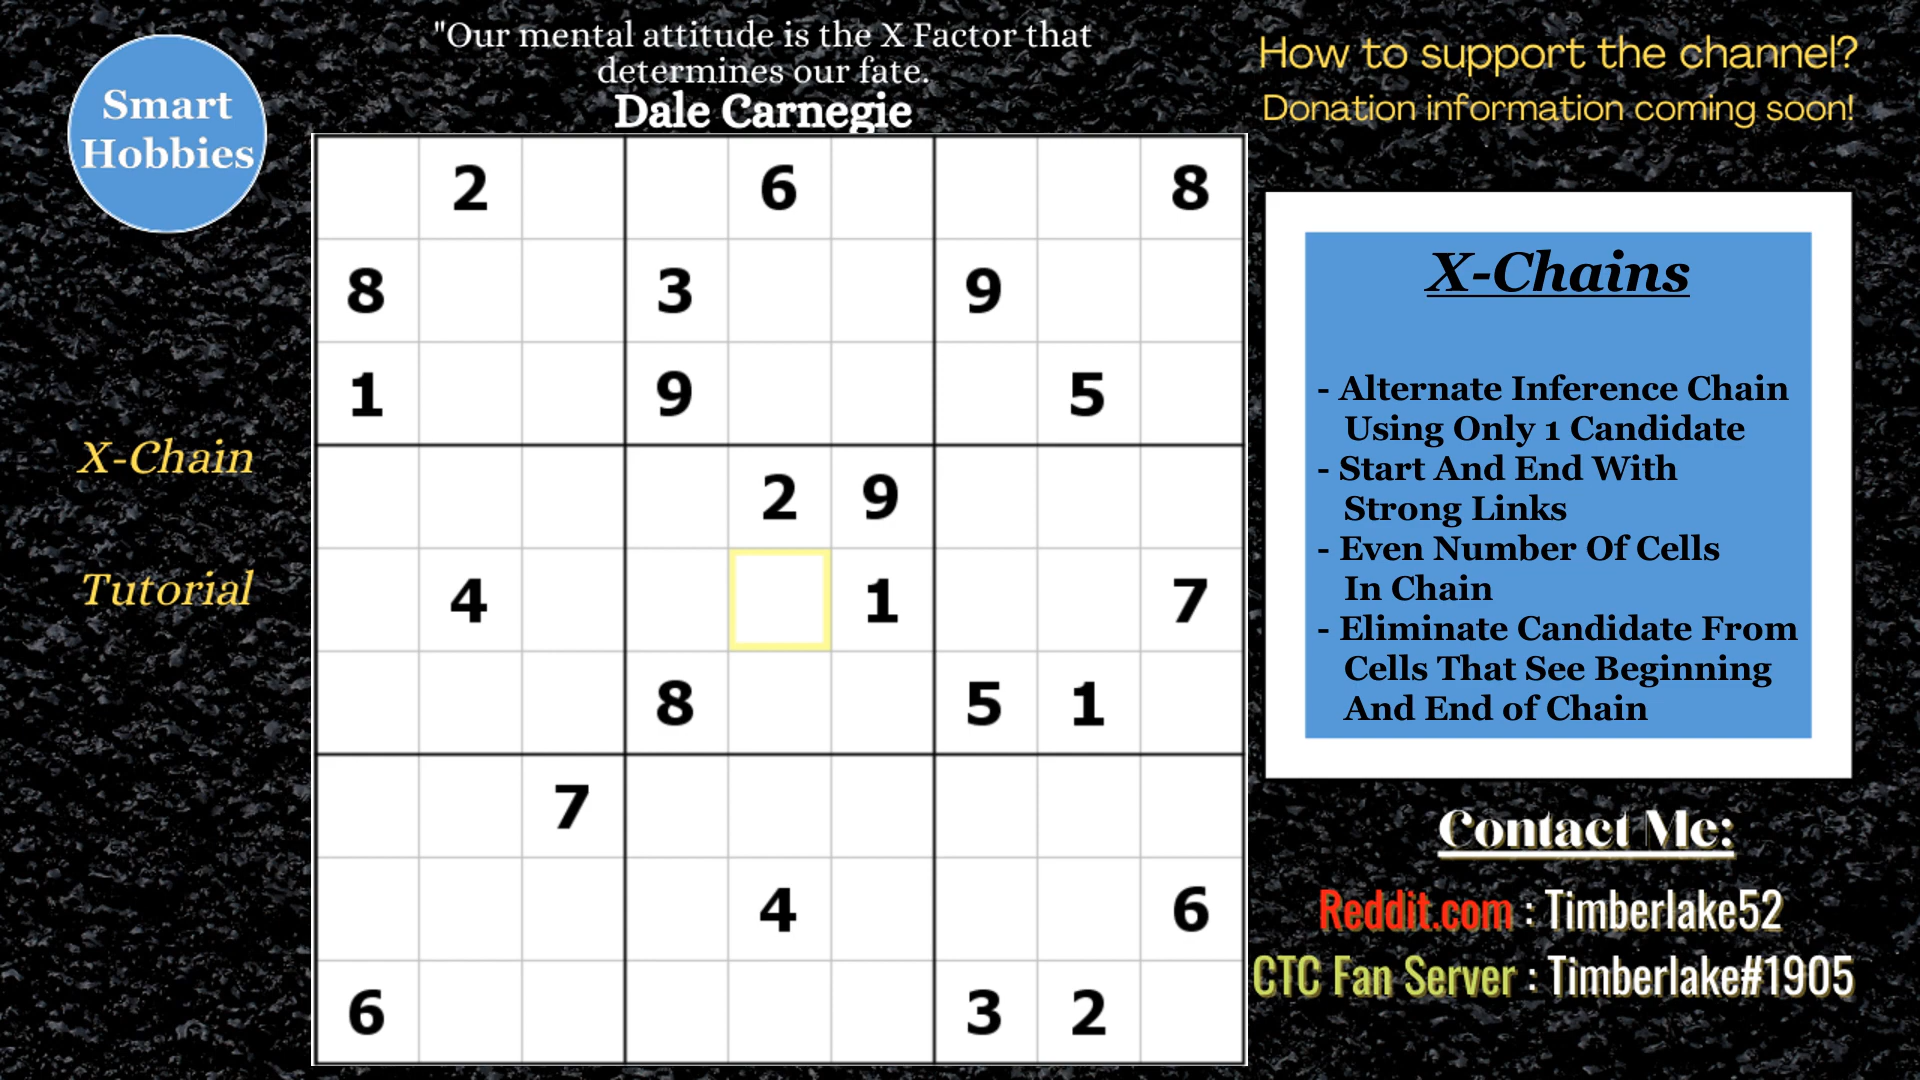 "Our mental attitude is the X Factor that
determines our fate.
Dale Carnegie
Smart
Hobbies
How to support the channel?
Donation information coming soon!
X-Chain
Tutorial
2 6 8
8 3 9
1 9 5
2 9
4 1 7
8 5 1
7
4 6
6 3 2
X-Chains
- Alternate Inference Chain
Using Only 1 Candidate
- Start And End With
Strong Links
- Even Number Of Cells
In Chain
- Eliminate Candidate From
Cells That See Beginning
And End of Chain
Contact Me:
Reddit.com : Timberlake52
CTC Fan Server : Timberlake#1905